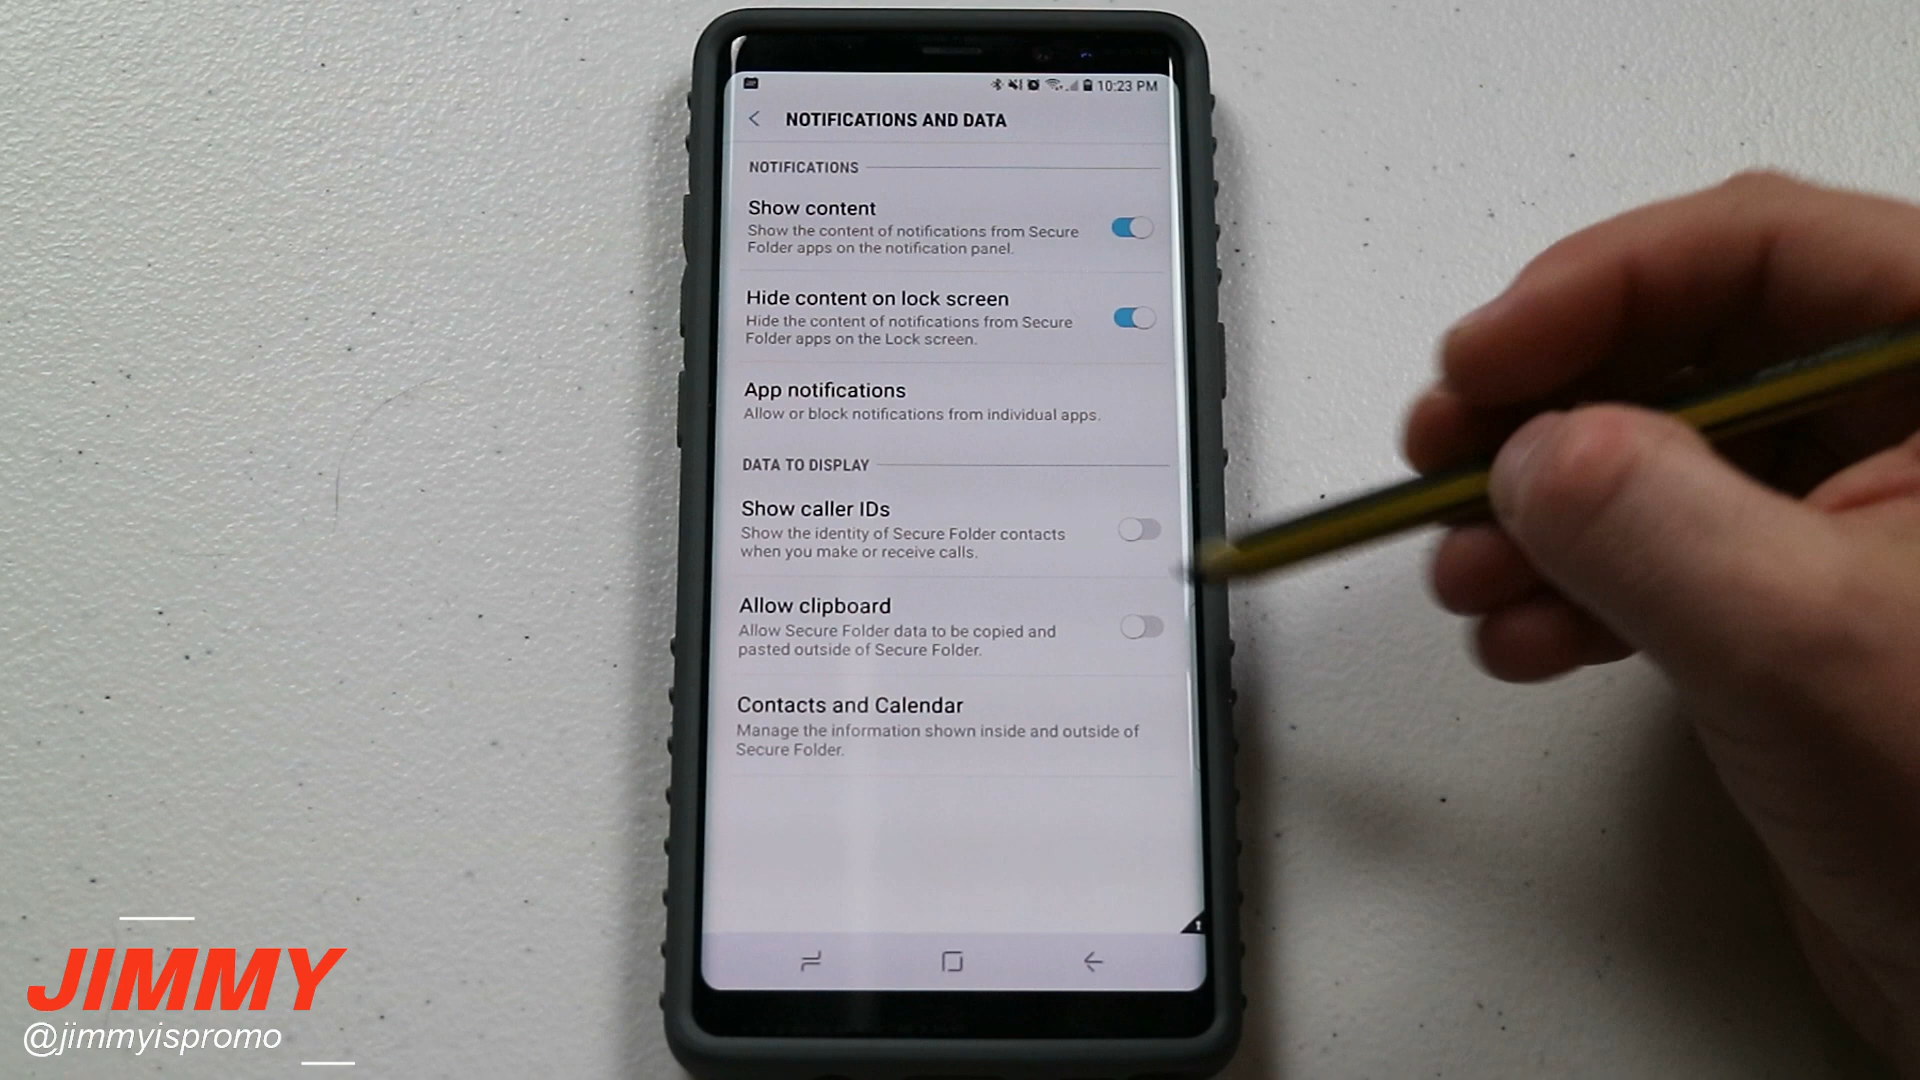 10:23 PM
NOTIFICATIONS AND DATA
NOTIFICATIONS
Show content
Show the content of notifications from Secure
Folder apps on the notification panel.
Hide content on lock screen
Hide the content of notifications from Secure
Folder apps on the Lock screen.
App notifications
Allow or block notifications from individual apps.
DATA TO DISPLAY
Show caller IDs
Show the identity of Secure Folder contacts
when you make or receive calls.
Allow clipboard
Allow Secure Folder data to be copied and
pasted outside of Secure Folder.
Contacts and Calendar
Manage the information shown inside and outside of
Secure Folder.
JIMMY
@jimmyispromo